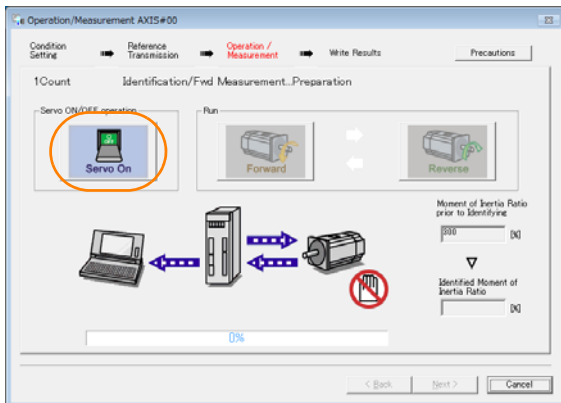 Operation/Measurement AXIS#00
Condition
Setting
Reference
Transmission
Operation /
Measurement
Write Results
Precautions
1Count
Identification/Fwd Measurement...Preparation
Servo ON/OFF operation
Servo On
Run
Forward
Reverse
Moment of Inertia Ratio
prior to Identifying
300
[%]
Identified Moment of
Inertia Ratio
[%]
0%
< Back
Next >
Cancel